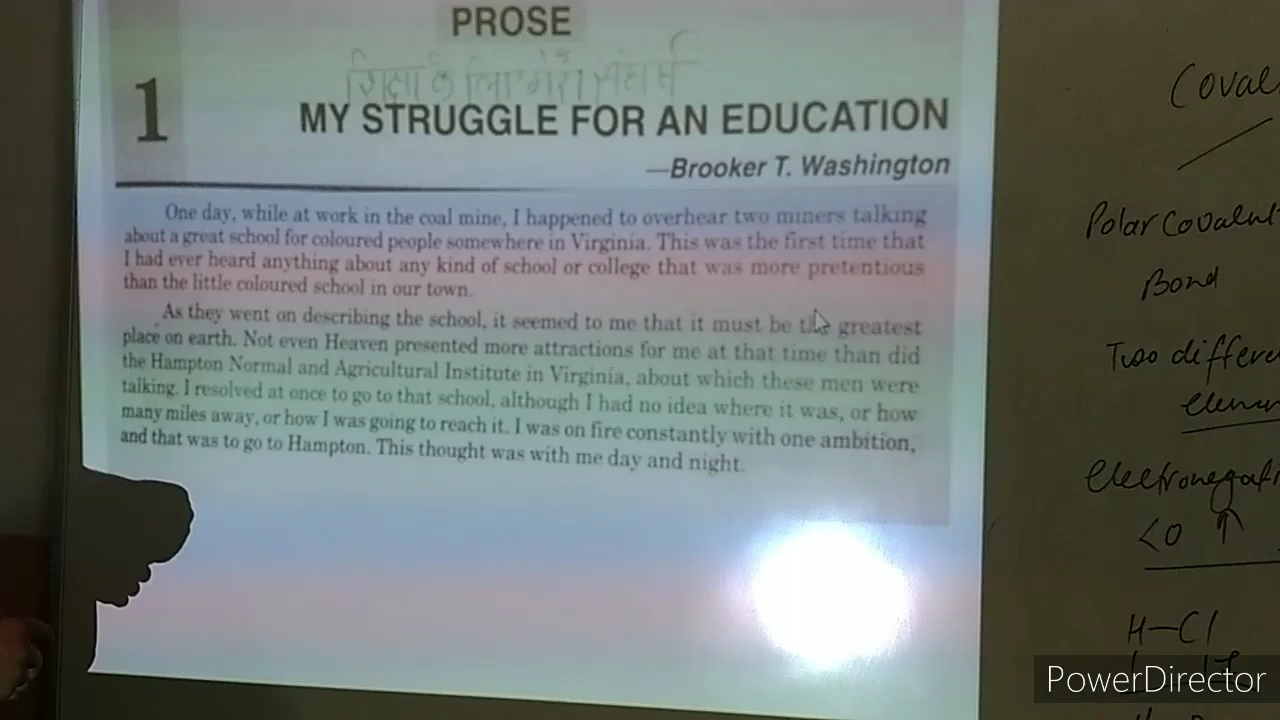 PROSE
शिक्षा के लिए मेरा संघर्ष
1
MY STRUGGLE FOR AN EDUCATION
—Brooker T. Washington
One day, while at work in the coal mine, I happened to overhear two miners talking
about a great school for coloured people somewhere in Virginia. This was the first time that
I had ever heard anything about any kind of school or college that was more pretentious
than the little coloured school in our town.
As they went on describing the school, it seemed to me that it must be the greatest
place on earth. Not even Heaven presented more attractions for me at that time than did
the Hampton Normal and Agricultural Institute in Virginia, about which these men were
talking. I resolved at once to go to that school, although I had no idea where it was, or how
many miles away, or how I was going to reach it. I was on fire constantly with one ambition,
and that was to go to Hampton. This thought was with me day and night.
Polar
Bond
Two
<0 ↑
H—Cl
PowerDirector